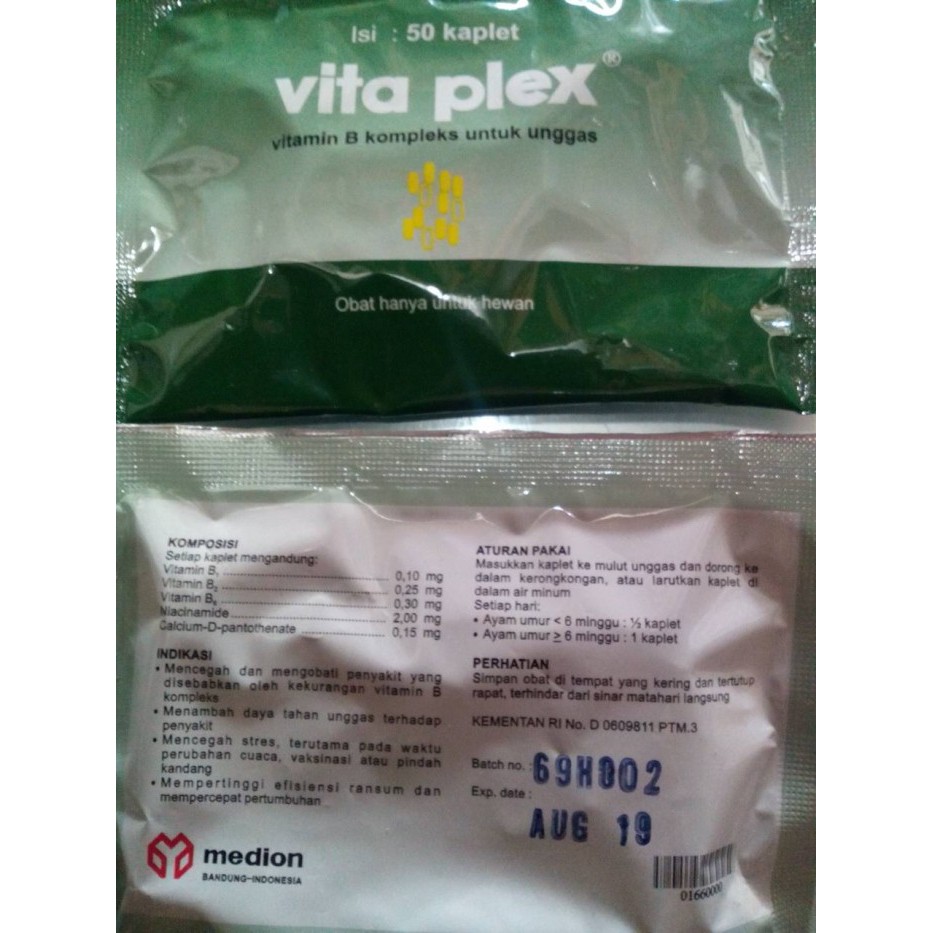 Isi : 50 kaplet
vita plex®
vitamin B kompleks untuk unggas
Obat hanya untuk hewan
KOMPOSISI
Setiap kaplet mengandung:
Vitamin B₁ ........ 0,10 mg
Vitamin B₂ ........ 0,25 mg
Vitamin B₆ ........ 0,30 mg
Niacinamide ........ 2,00 mg
Calcium-D-pantothenate ........ 0,15 mg
INDIKASI
• Mencegah dan mengobati penyakit yang
disebabkan oleh kekurangan vitamin B
kompleks
• Menambah daya tahan unggas terhadap
penyakit
• Mencegah stres, terutama pada waktu
perubahan cuaca, vaksinasi atau pindah
kandang
• Mempertinggi efisiensi ransum dan
mempercepat pertumbuhan
medion
BANDUNG-INDONESIA
ATURAN PAKAI
Masukkan kaplet ke mulut unggas dan dorong ke
dalam kerongkongan, atau larutkan kaplet di
dalam air minum
Setiap hari:
• Ayam umur < 6 minggu : ½ kaplet
• Ayam umur ≥ 6 minggu : 1 kaplet
PERHATIAN
Simpan obat di tempat yang kering dan tertutup
rapat, terhindar dari sinar matahari langsung
KEMENTAN RI No. D 0609811 PTM.3
Batch no. : 69H002
Exp. date :
AUG 19
01660000